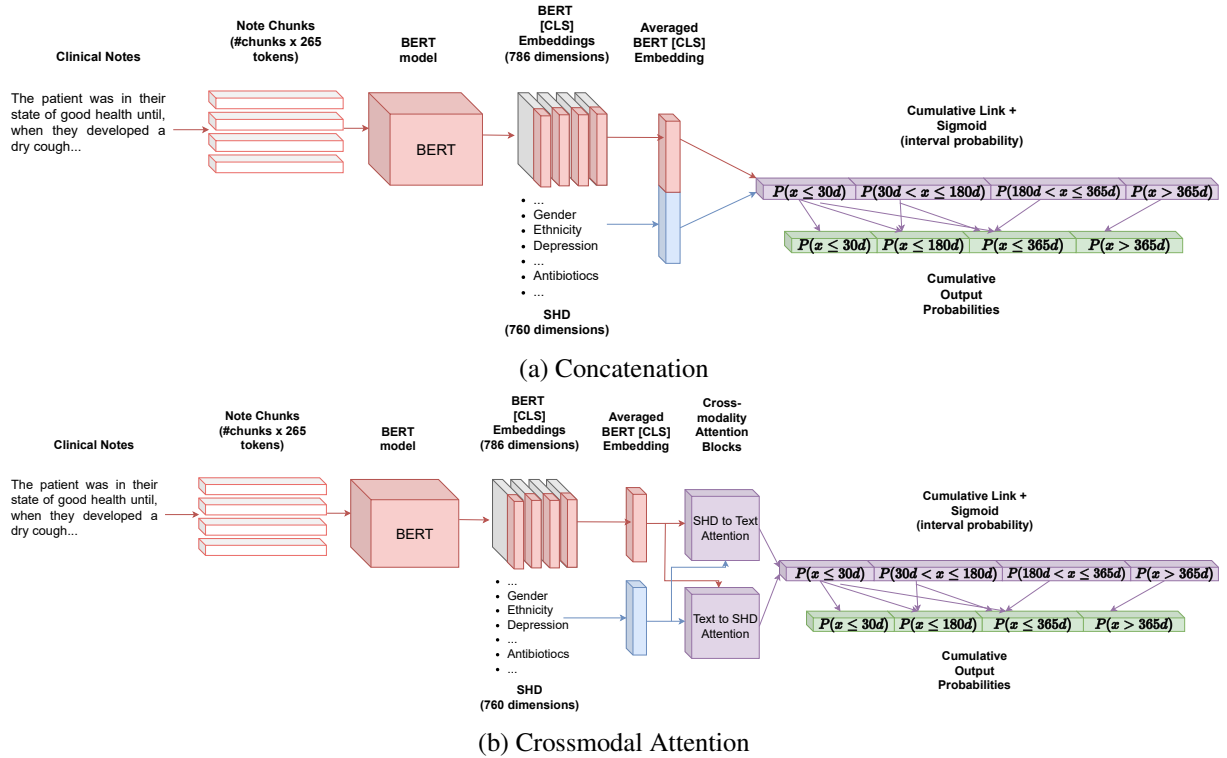 Clinical Notes
Note Chunks
(#chunks x 265
tokens)
BERT
model
BERT
[CLS]
Embeddings
(786 dimensions)
Averaged
BERT [CLS]
Embedding
The patient was in their
state of good health until,
when they developed a
dry cough...
BERT
• ...
• Gender
• Ethnicity
• Depression
• ...
• Antibiotiocs
• ...
SHD
(760 dimensions)
Cumulative Link +
Sigmoid
(interval probability)
P(x ≤ 30d) P(30d < x ≤ 180d) P(180d < x ≤ 365d) P(x > 365d)
P(x ≤ 30d) P(x ≤ 180d) P(x ≤ 365d) P(x > 365d)
Cumulative
Output
Probabilities
(a) Concatenation
Clinical Notes
Note Chunks
(#chunks x 265
tokens)
BERT
model
BERT
[CLS]
Embeddings
(786 dimensions)
Averaged
BERT [CLS]
Embedding
Cross-
modality
Attention
Blocks
The patient was in their
state of good health until,
when they developed a
dry cough...
BERT
• ...
• Gender
• Ethnicity
• Depression
• ...
• Antibiotiocs
• ...
SHD
(760 dimensions)
SHD to Text
Attention
Text to SHD
Attention
Cumulative Link +
Sigmoid
(interval probability)
P(x ≤ 30d) P(30d < x ≤ 180d) P(180d < x ≤ 365d) P(x > 365d)
P(x ≤ 30d) P(x ≤ 180d) P(x ≤ 365d) P(x > 365d)
Cumulative
Output
Probabilities
(b) Crossmodal Attention